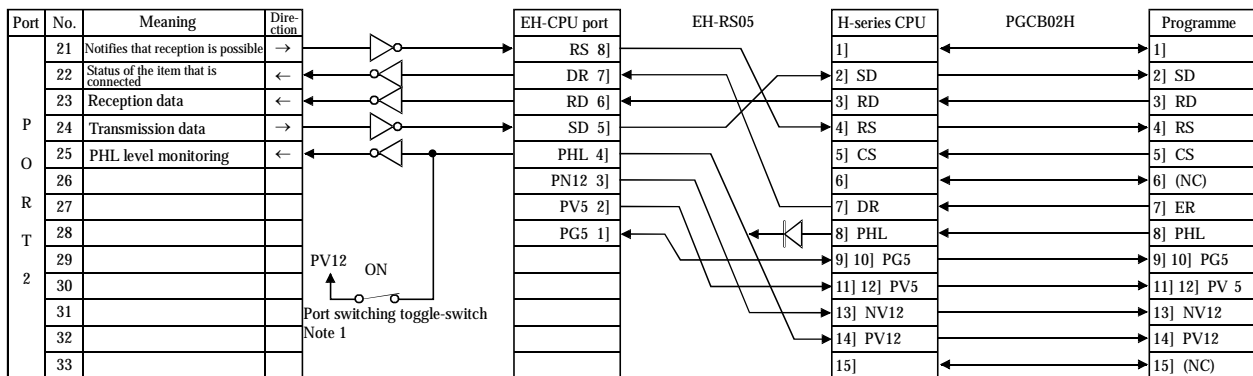 Port No. Meaning Dire-ction EH-CPU port EH-RS05 H-series CPU PGCB02H Programme
PORT2
21 Notifies that reception is possible → RS 8] 1] 1]
22 Status of the item that is connected ← DR 7] 2] SD 2] SD
23 Reception data ← RD 6] 3] RD 3] RD
24 Transmission data → SD 5] 4] RS 4] RS
25 PHL level monitoring ← PHL 4] 5] CS 5] CS
26 PN12 3] 6] 6] (NC)
27 PV5 2] 7] DR 7] ER
28 PG5 1] 8] PHL 8] PHL
29 PV12 ON 9] 10] PG5 9] 10] PG5
30 11] 12] PV5 11] 12] PV 5
31 Port switching toggle-switch 13] NV12 13] NV12
32 Note 1 14] PV12 14] PV12
33 15] 15] (NC)